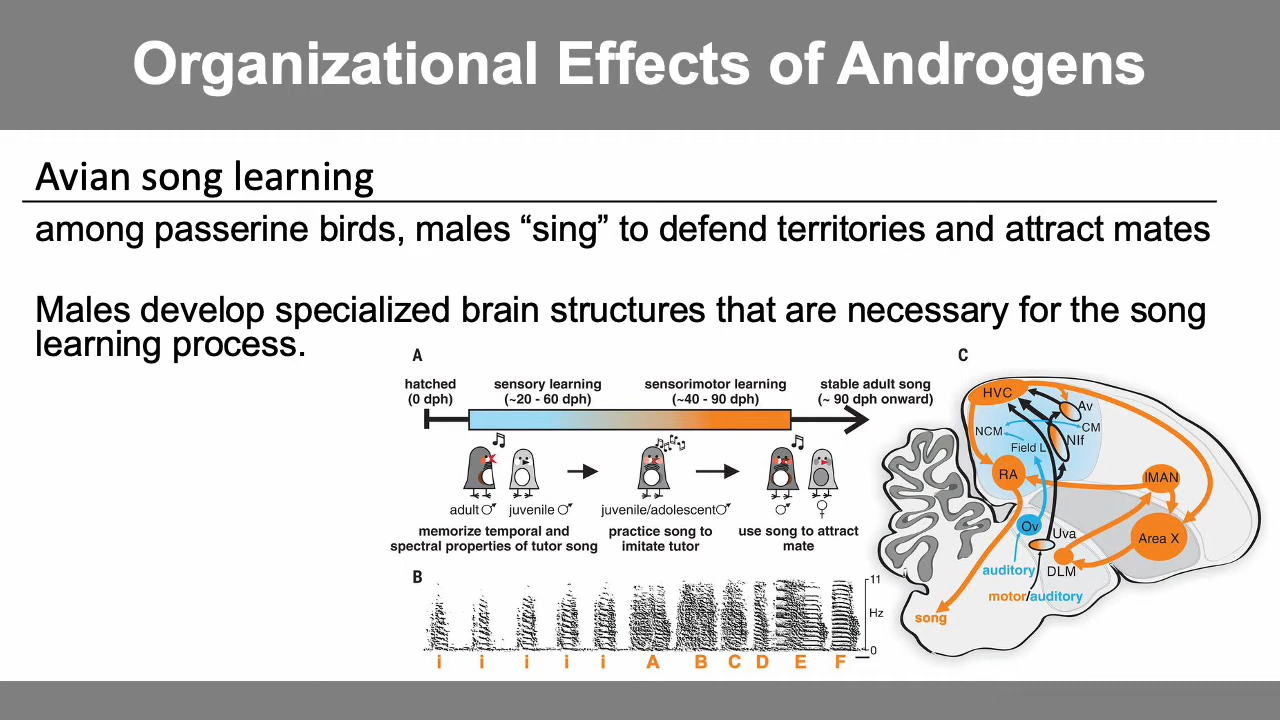 Organizational Effects of Androgens
Avian song learning
among passerine birds, males “sing” to defend territories and attract mates
Males develop specialized brain structures that are necessary for the song
learning process.
A
hatched
(0 dph)
sensory learning
(~20 - 60 dph)
sensorimotor learning
(~40 - 90 dph)
stable adult song
(~ 90 dph onward)
adult ♂
juvenile ♂
juvenile/adolescent♂
♂
♀
memorize temporal and
spectral properties of tutor song
practice song to
imitate tutor
use song to attract
mate
B
11
Hz
0
i i i i i A B C D E F
C
HVC
Av
NCM
CM
Field L
NIf
RA
lMAN
Ov
Uva
Area X
auditory
DLM
motor/auditory
song